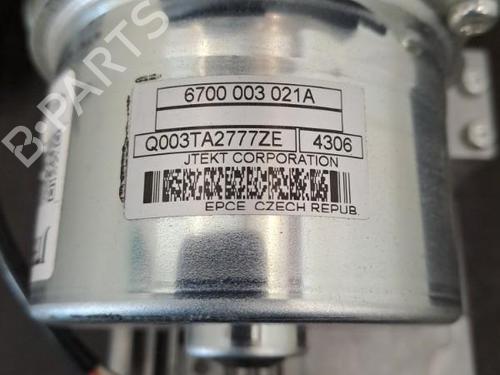 B-PARTS
6700 003 021A
Q003TA2777ZE 4306
JTEKT CORPORATION
EPCE CZECH REPUB.